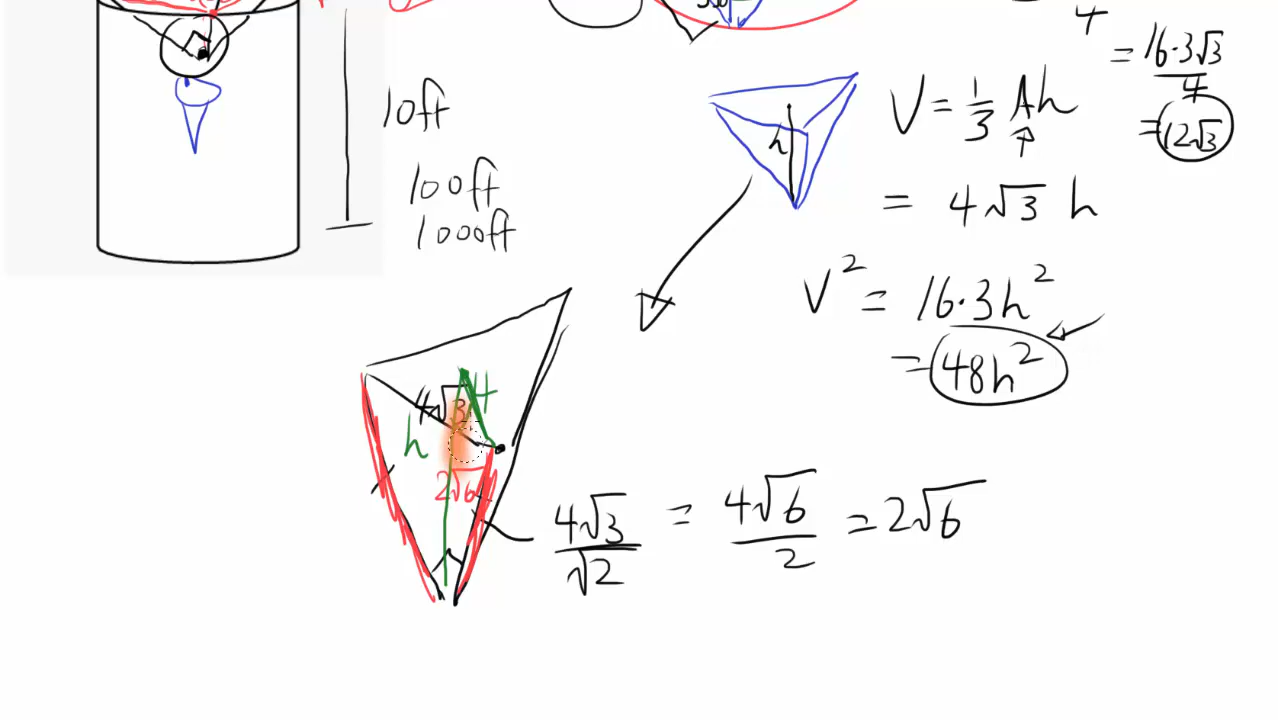 10ft
100ft
1000ft
4
= 16·3√3 / 4
= 12√3
h
V = 1/3 Ah
= 4√3 h
V² = 16·3h²
= 48h²
4√3
4
h
2√6
4√3 / √2 = 4√6 / 2 = 2√6